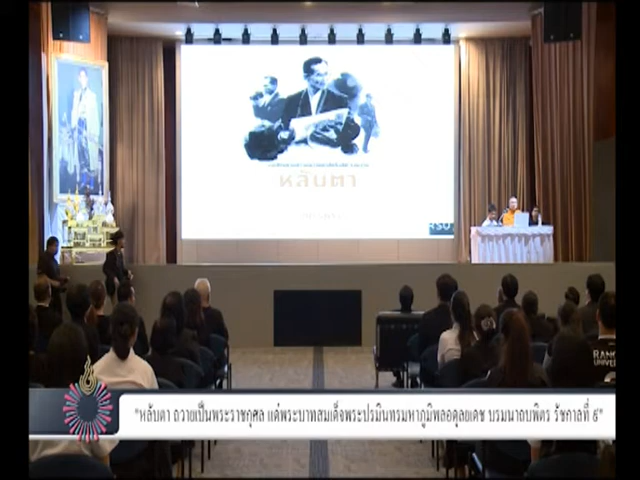 หลับตา
RSU
RANG
UNIVER
"หลับตา ถวายเป็นพระราชกุศล แด่พระบาทสมเด็จพระปรมินทรมหาภูมิพลอดุลยเดช บรมนาถบพิตร รัชกาลที่ ๙"